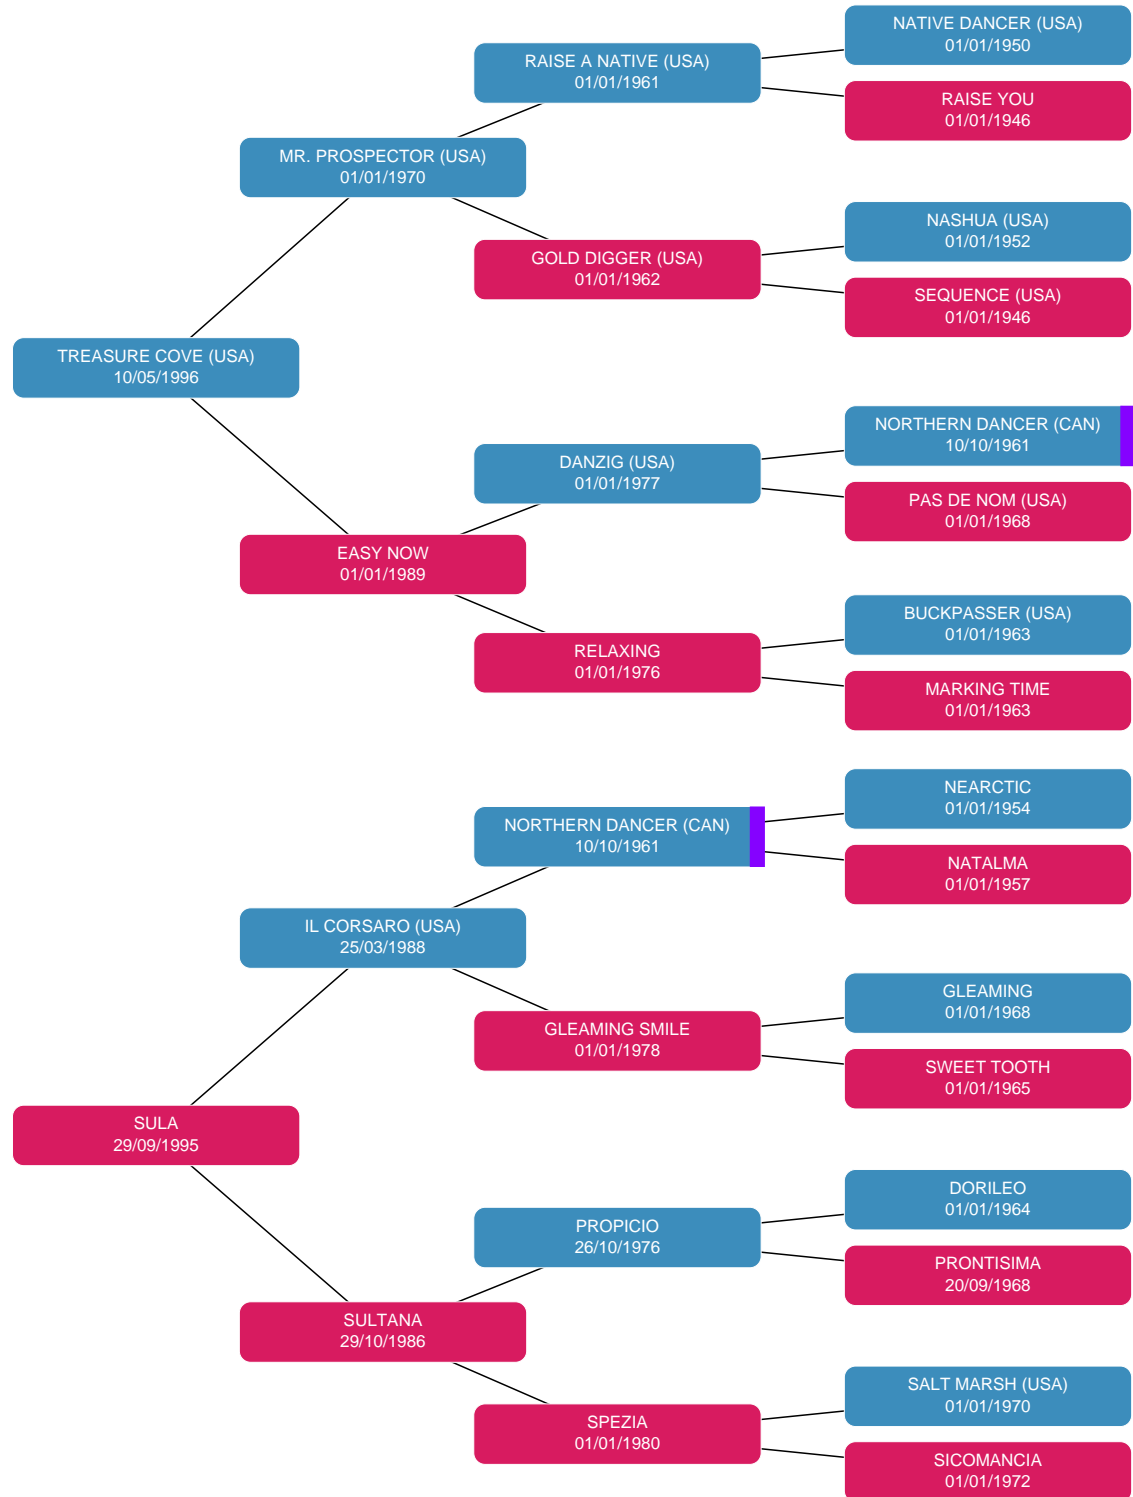 NATIVE DANCER (USA)
01/01/1950
RAISE A NATIVE (USA)
01/01/1961
RAISE YOU
01/01/1946
MR. PROSPECTOR (USA)
01/01/1970
NASHUA (USA)
01/01/1952
GOLD DIGGER (USA)
01/01/1962
SEQUENCE (USA)
01/01/1946
TREASURE COVE (USA)
10/05/1996
NORTHERN DANCER (CAN)
10/10/1961
DANZIG (USA)
01/01/1977
PAS DE NOM (USA)
01/01/1968
EASY NOW
01/01/1989
BUCKPASSER (USA)
01/01/1963
RELAXING
01/01/1976
MARKING TIME
01/01/1963
NEARCTIC
01/01/1954
NORTHERN DANCER (CAN)
10/10/1961
NATALMA
01/01/1957
IL CORSARO (USA)
25/03/1988
GLEAMING
01/01/1968
GLEAMING SMILE
01/01/1978
SWEET TOOTH
01/01/1965
SULA
29/09/1995
DORILEO
01/01/1964
PROPICIO
26/10/1976
PRONTISIMA
20/09/1968
SULTANA
29/10/1986
SALT MARSH (USA)
01/01/1970
SPEZIA
01/01/1980
SICOMANCIA
01/01/1972